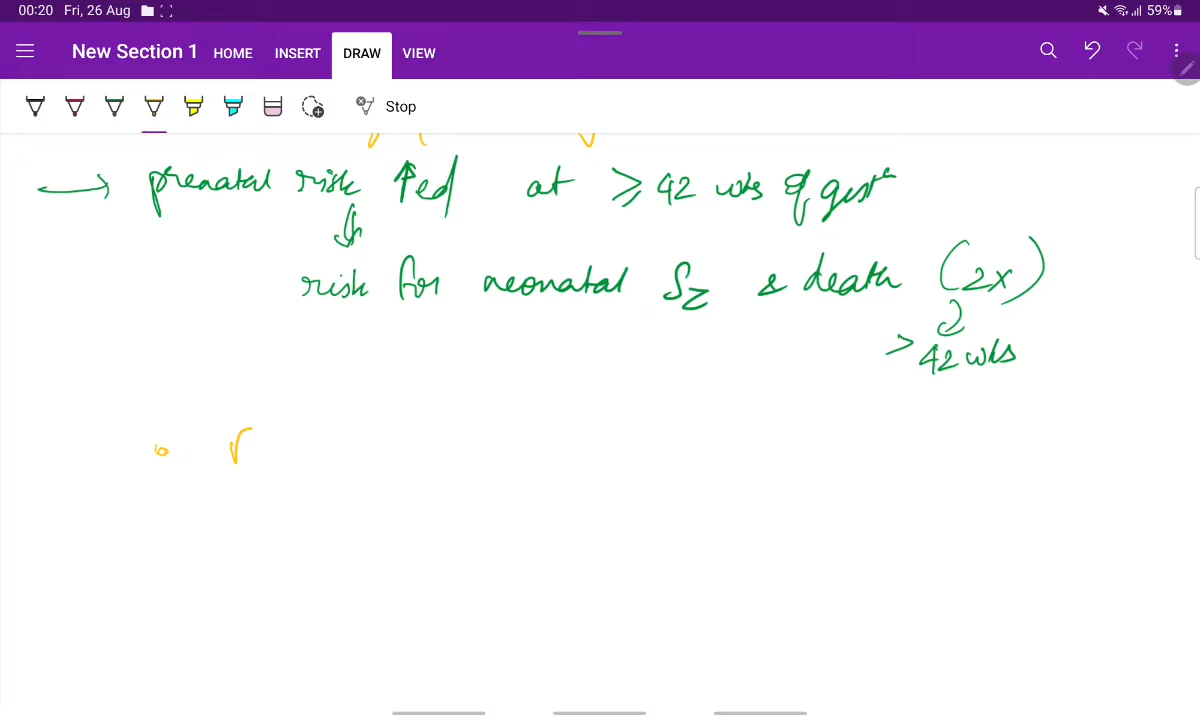 00:20 Fri, 26 Aug 59%
New Section 1 HOME INSERT DRAW VIEW
Stop
→ prenatal risk ↑ed at ≥ 42 wks of gestn
risk for neonatal Sz & death (2x)
> 42 wks